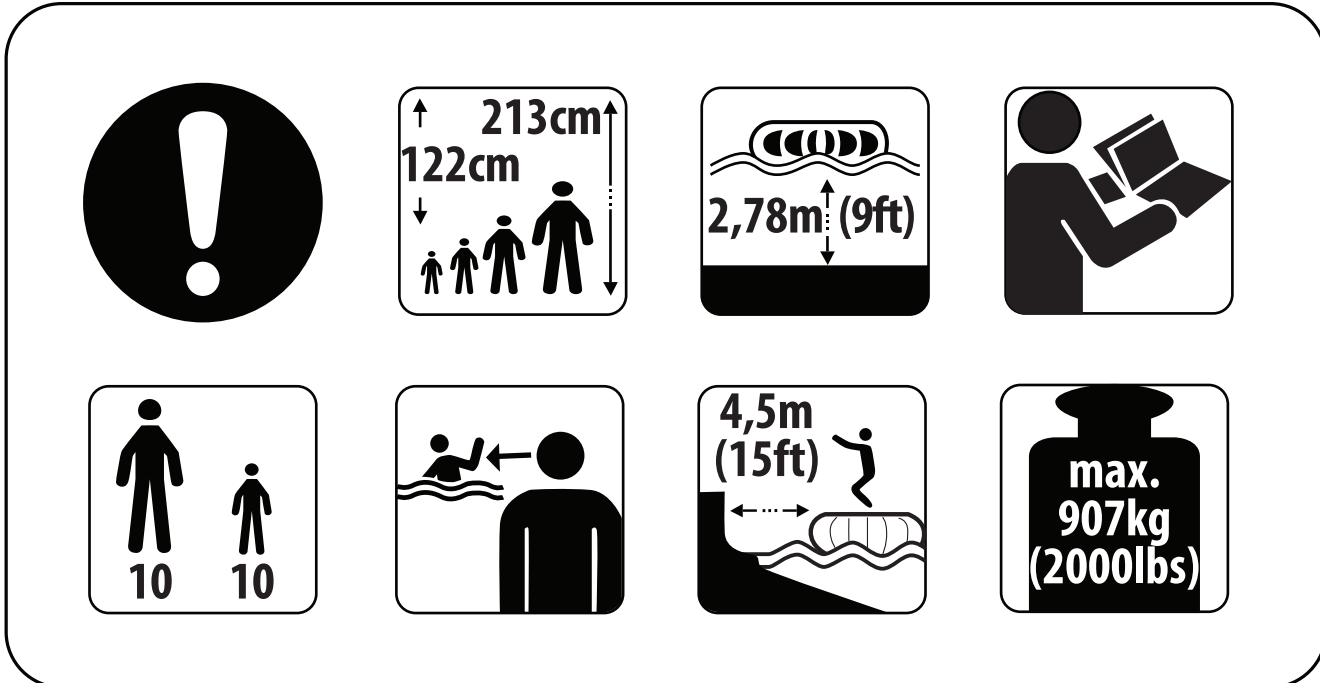 213cm
122cm
2,78m (9ft)
10 10
4,5m
(15ft)
max.
907kg
(2000lbs)